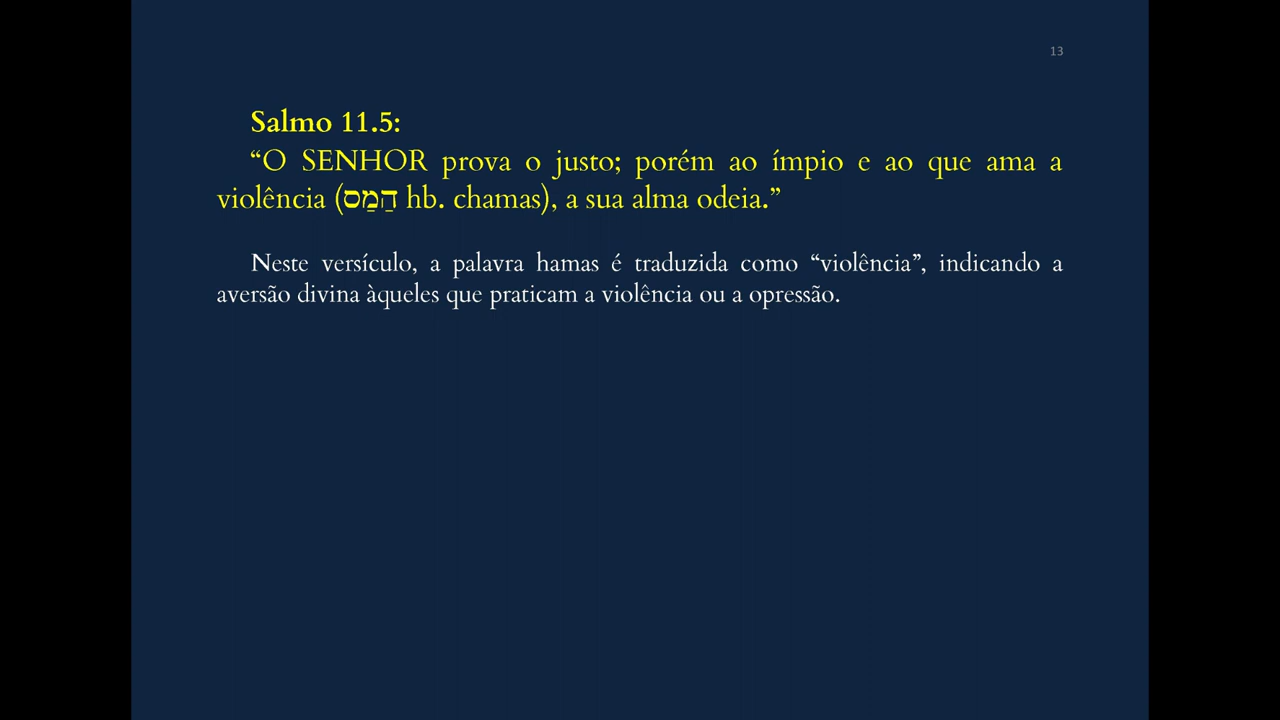 13
Salmo 11.5:
“O SENHOR prova o justo; porém ao ímpio e ao que ama a
violência (הַמַס hb. chamas), a sua alma odeia.”
Neste versículo, a palavra hamas é traduzida como “violência”, indicando a
aversão divina àqueles que praticam a violência ou a opressão.